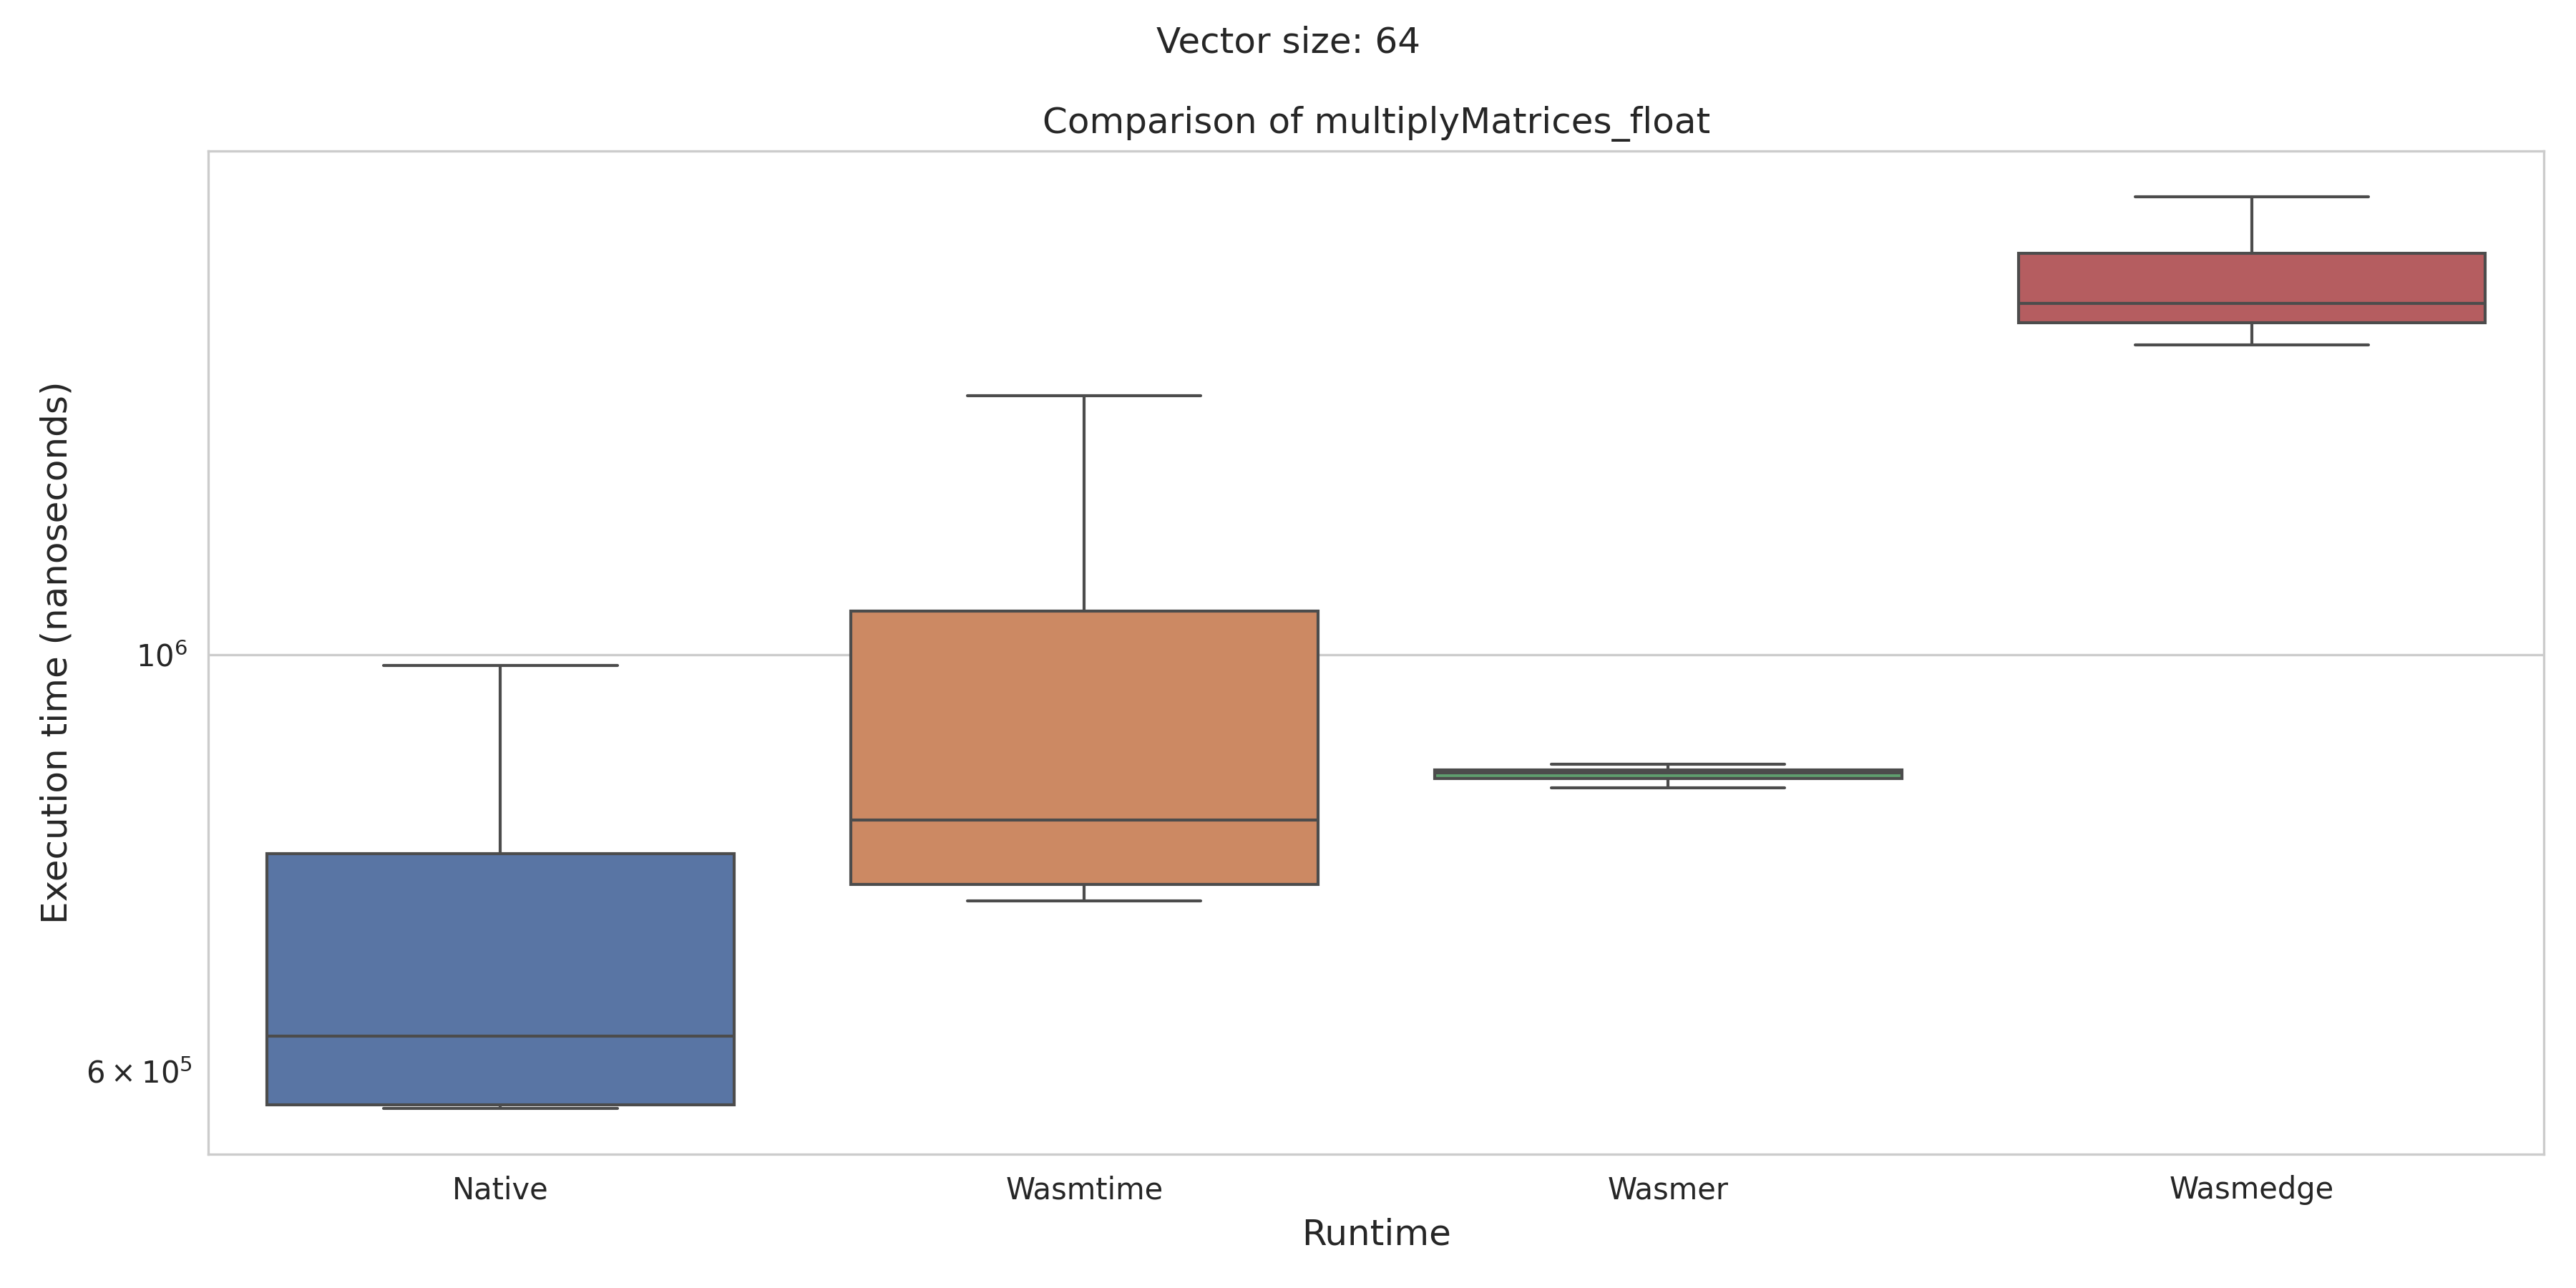 Vector size: 64
Comparison of multiplyMatrices_float
Execution time (nanoseconds)
10⁶
6 × 10⁵
Native
Wasmtime
Wasmer
Wasmedge
Runtime